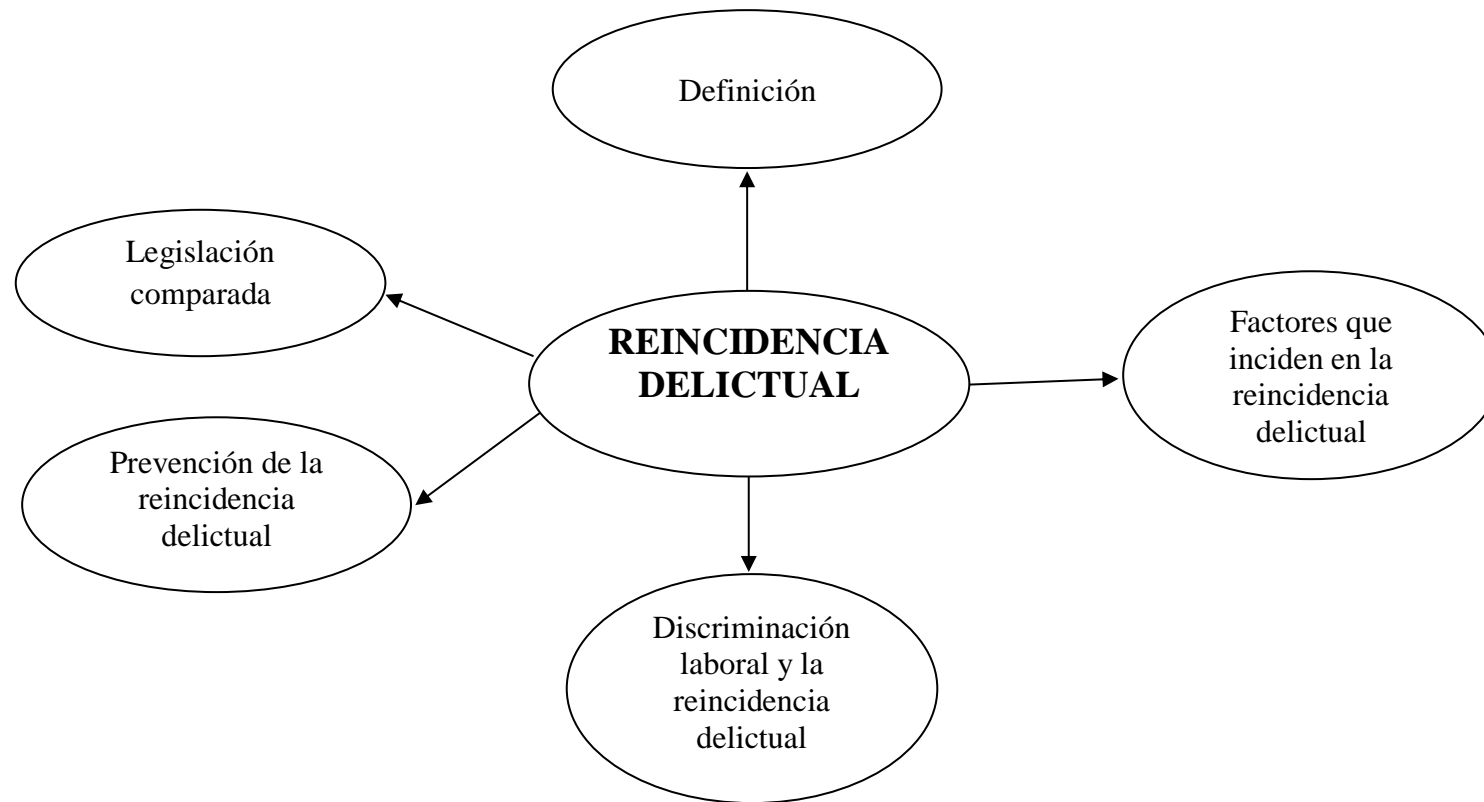 Definición
Legislación
comparada
REINCIDENCIA
DELICTUAL
Factores que
inciden en la
reincidencia
delictual
Prevención de la
reincidencia
delictual
Discriminación
laboral y la
reincidencia
delictual